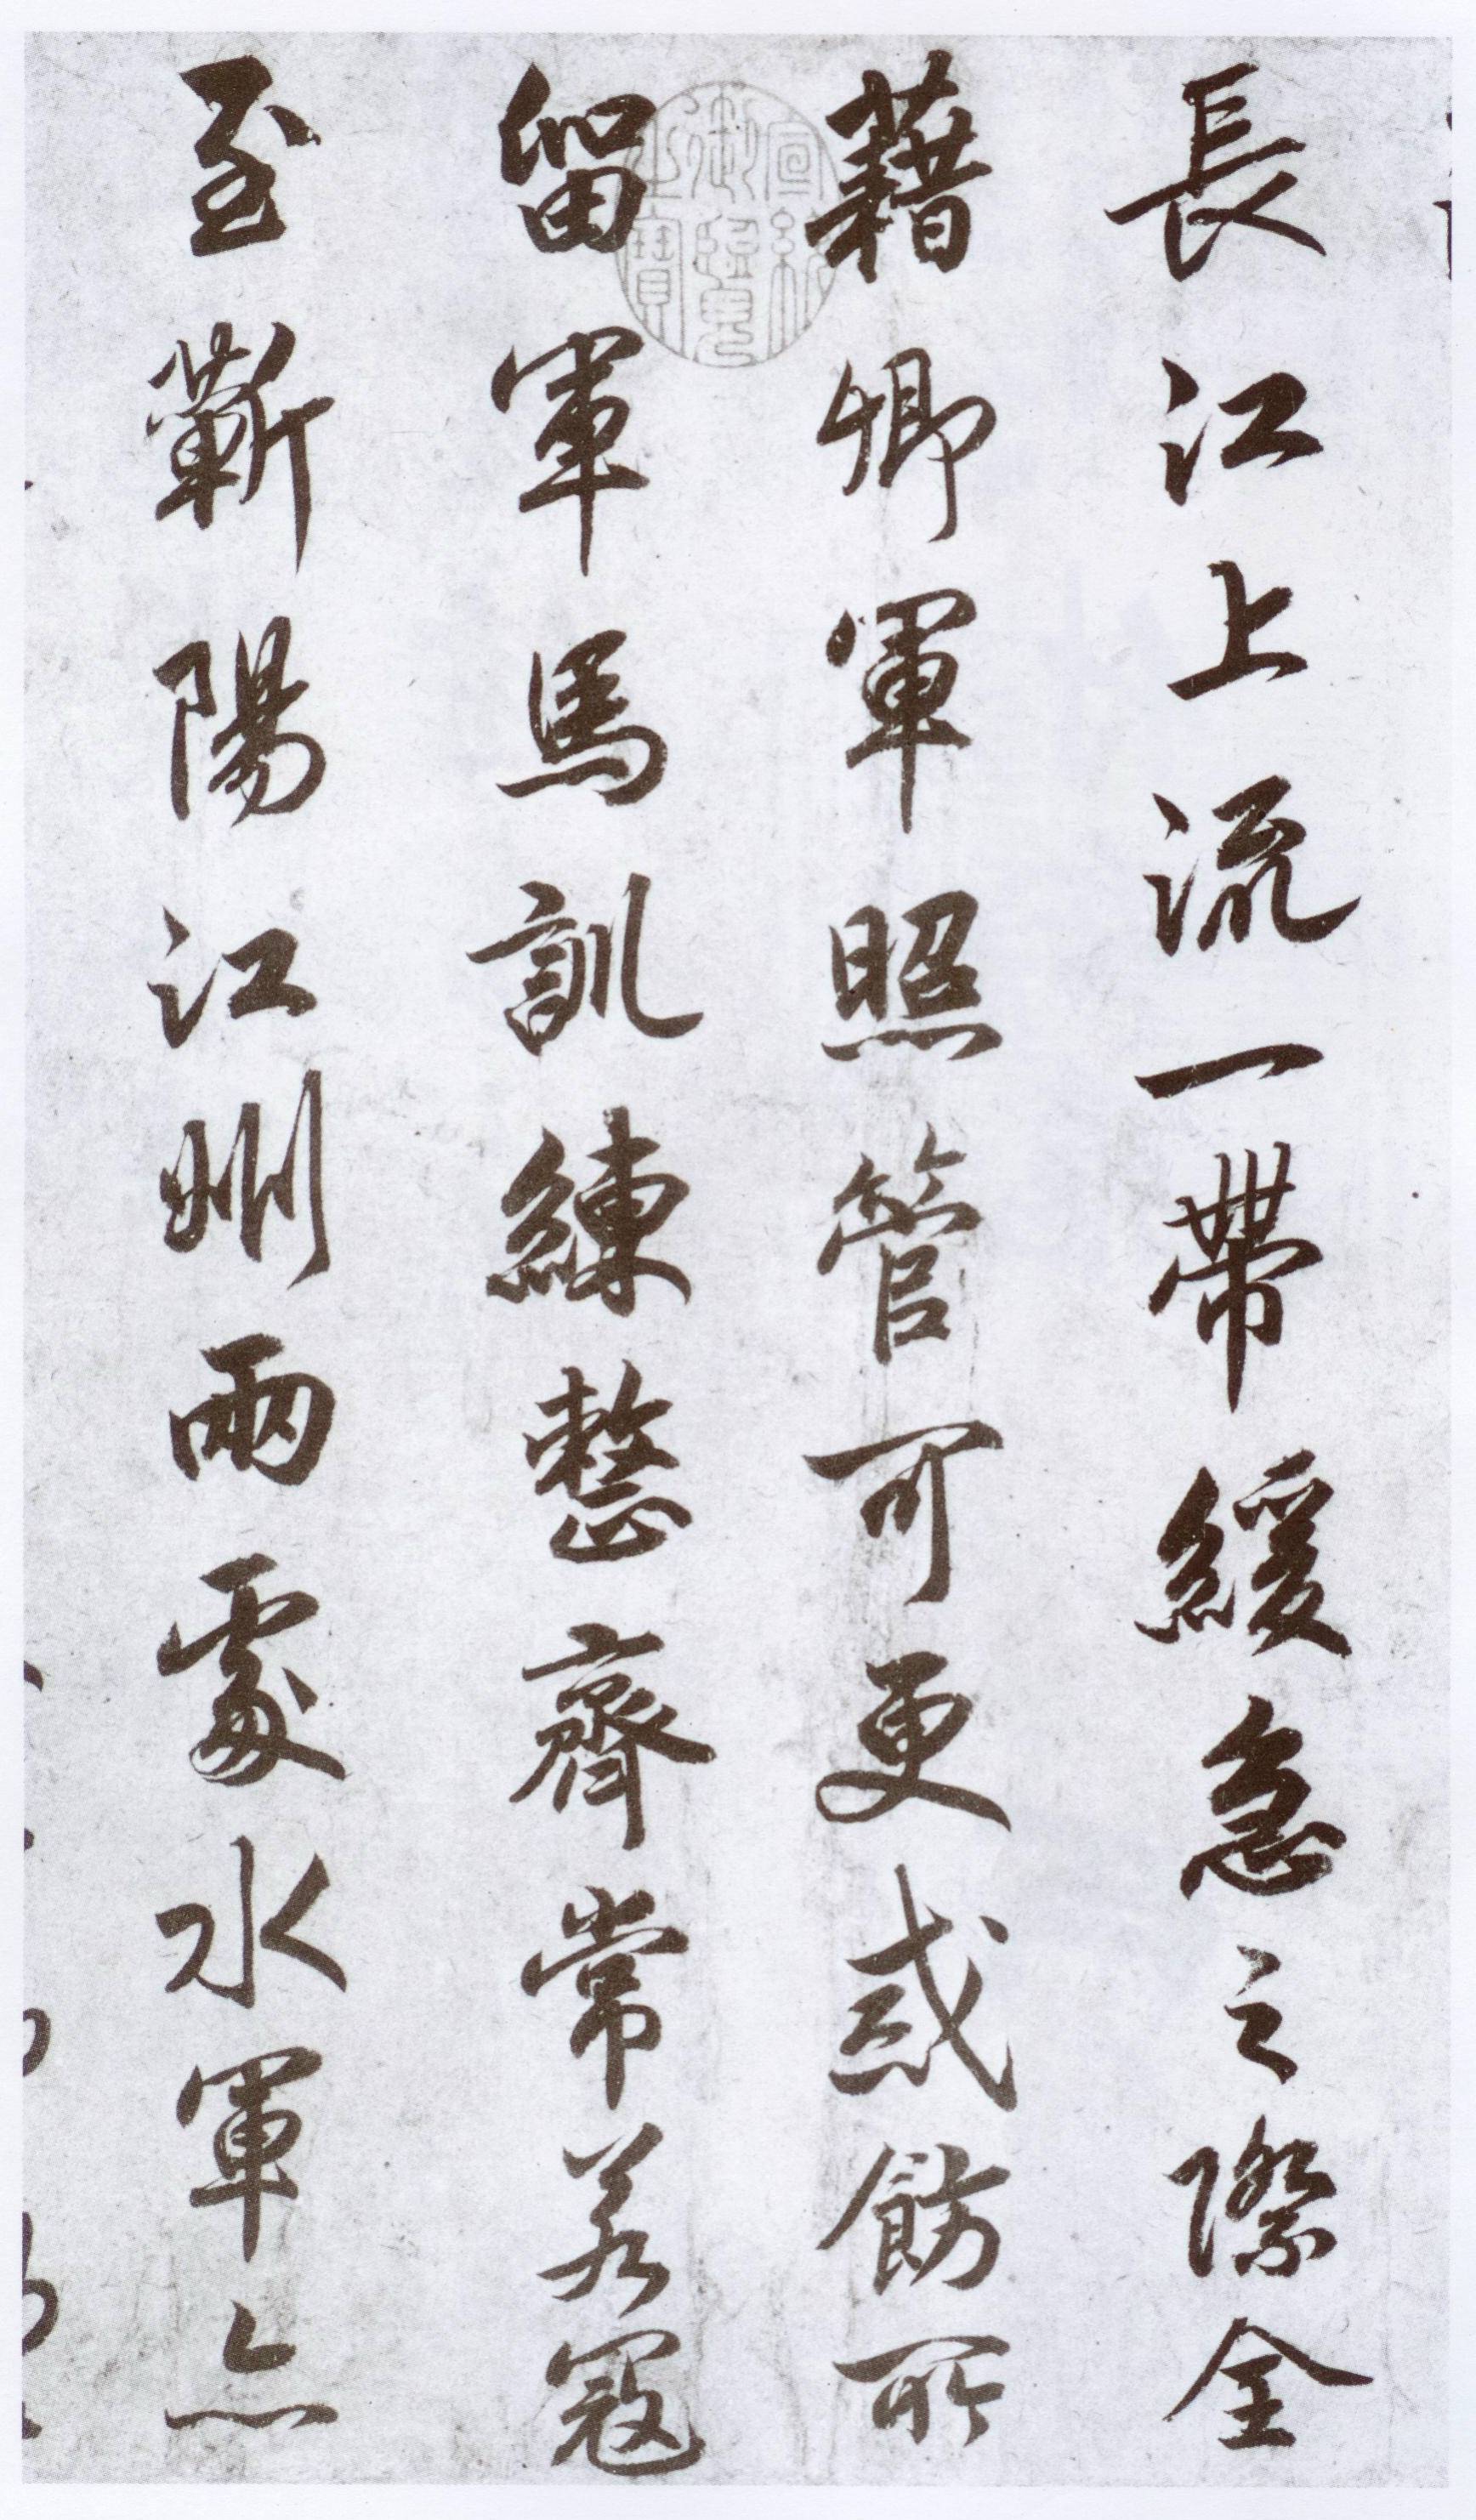 長江上流一帶緩急之際全
藉卿軍照管可更戒飭所
留軍馬訓練整齊常若寇
至蘄陽江州兩處水軍亦